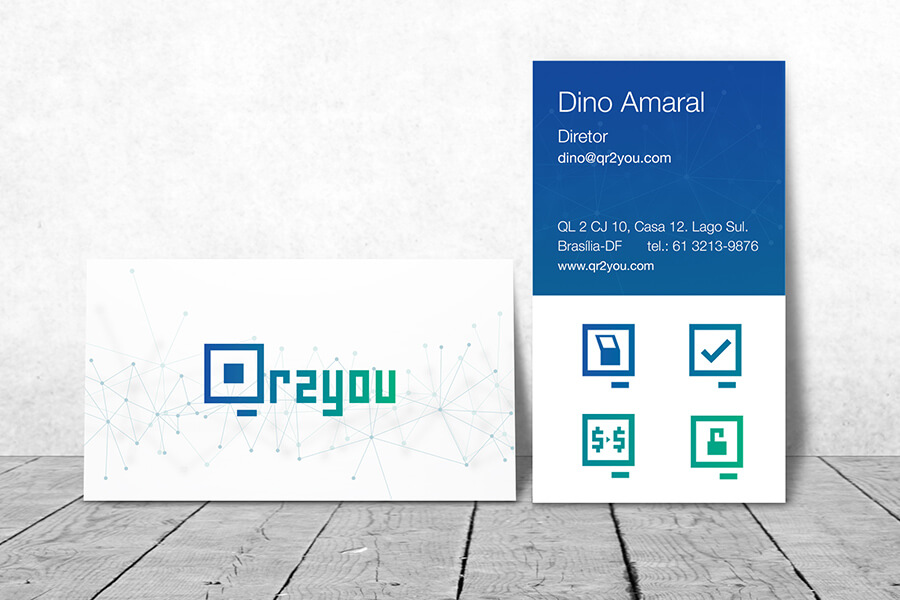 Qr2you
Dino Amaral
Diretor
dino@qr2you.com
QL 2 CJ 10, Casa 12. Lago Sul.
Brasília-DF tel.: 61 3213-9876
www.qr2you.com
$ $